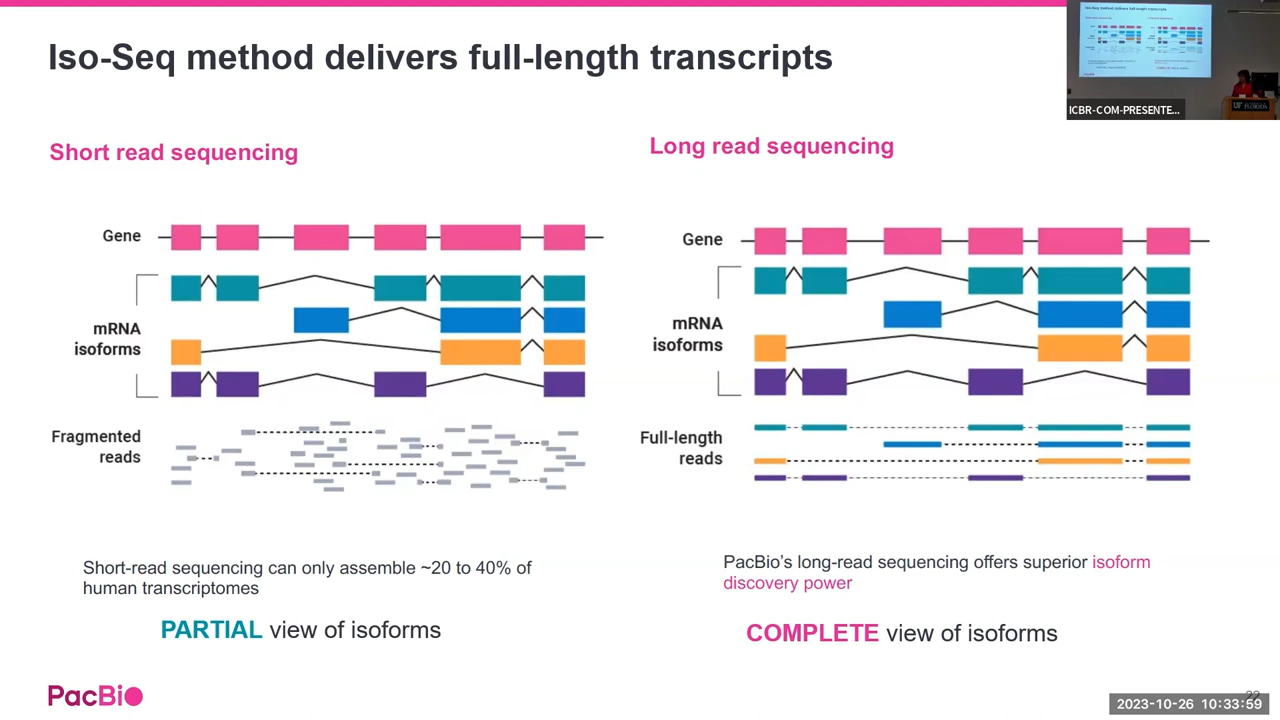 Iso-Seq method delivers full-length transcripts
ICBR-COM-PRESENTE...
Short read sequencing
Gene
mRNA
isoforms
Fragmented
reads
Short-read sequencing can only assemble ~20 to 40% of
human transcriptomes
PARTIAL view of isoforms
Long read sequencing
Gene
mRNA
isoforms
Full-length
reads
PacBio's long-read sequencing offers superior isoform
discovery power
COMPLETE view of isoforms
PacBio
22
2023-10-26 10:33:59